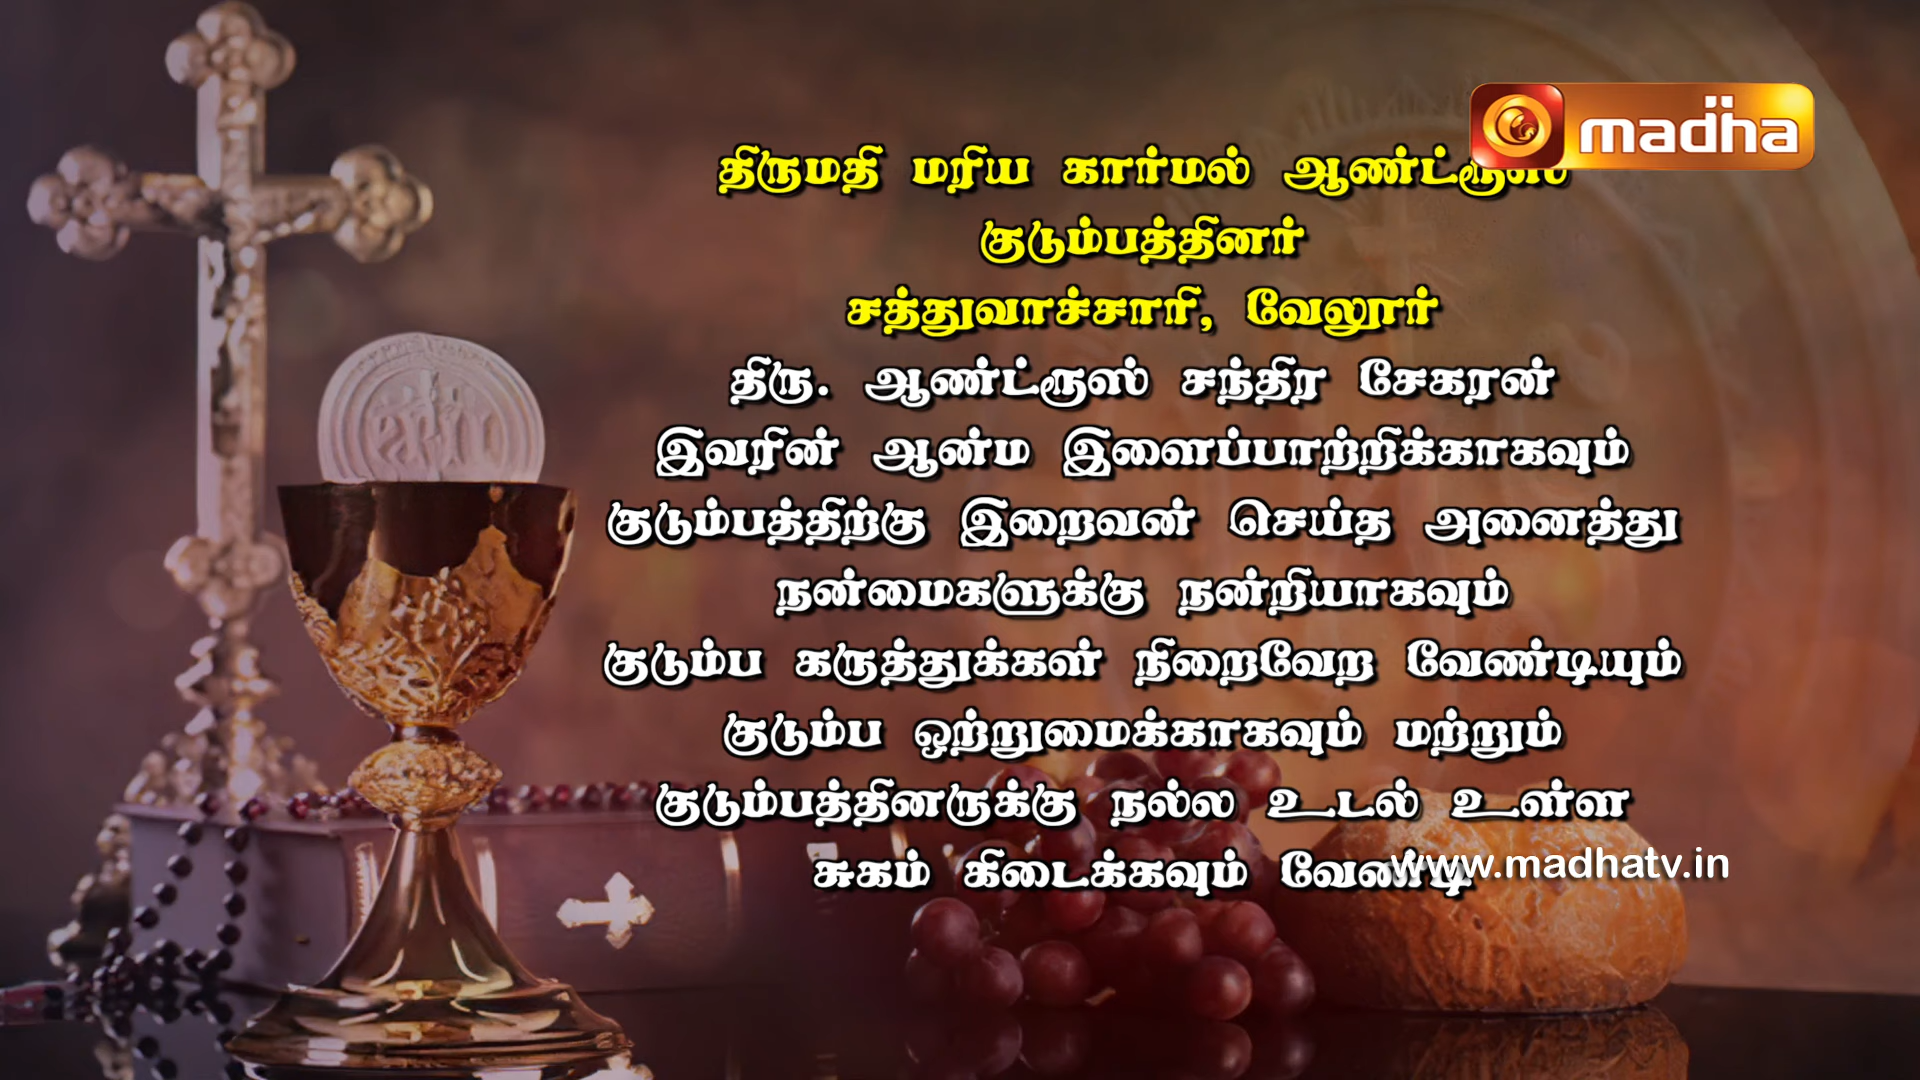 madha
திருமதி மரிய கார்மல் ஆண்ட்ரூஸ்
குடும்பத்தினர்
சத்துவாச்சாரி, வேலூர்
திரு. ஆண்ட்ரூஸ் சந்திர சேகரன்
இவரின் ஆன்ம இளைப்பாற்றிக்காகவும்
குடும்பத்திற்கு இறைவன் செய்த அனைத்து
நன்மைகளுக்கு நன்றியாகவும்
குடும்ப கருத்துக்கள் நிறைவேற வேண்டியும்
குடும்ப ஒற்றுமைக்காகவும் மற்றும்
குடும்பத்தினருக்கு நல்ல உடல் உள்ள
சுகம் கிடைக்கவும் வேண்டி
www.madhatv.in